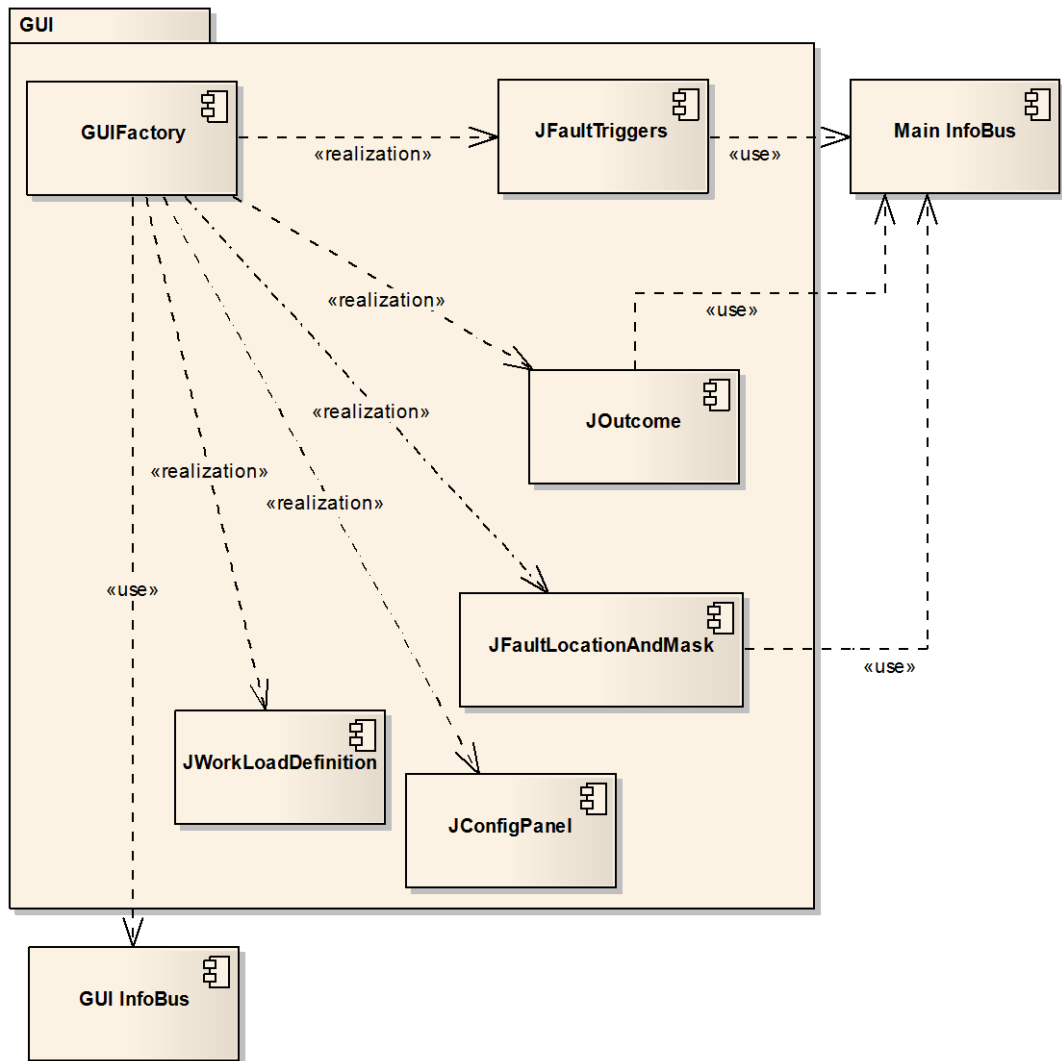 GUI
GUIFactory
JFaultTriggers
Main InfoBus
«realization»
«use»
«realization»
«use»
JOutcome
«realization»
«realization»
«realization»
«use»
JFaultLocationAndMask
«use»
JWorkLoadDefinition
JConfigPanel
GUI InfoBus